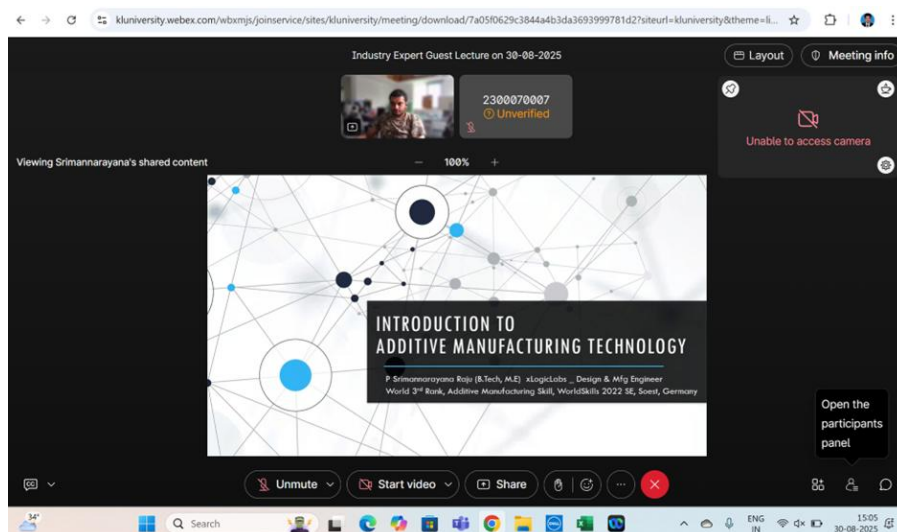 kluniversity.webex.com/wbxmjs/joinservice/sites/kluniversity/meeting/download/7a05f0629c3844a4b3da3693999781d2?siteurl=kluniversity&theme=li...
Industry Expert Guest Lecture on 30-08-2025
Layout
Meeting info
2300070007
Unverified
Unable to access camera
Viewing Srimannarayana's shared content
− 100% +
INTRODUCTION TO
ADDITIVE MANUFACTURING TECHNOLOGY
P Srimannarayana Raju (B.Tech, M.E) xLogicLabs _ Design & Mfg Engineer
World 3rd Rank, Additive Manufacturing Skill, WorldSkills 2022 SE, Soest, Germany
Open the
participants
panel
CC
Unmute
Start video
Share
34°
Search
ENG
IN
15:05
30-08-2025